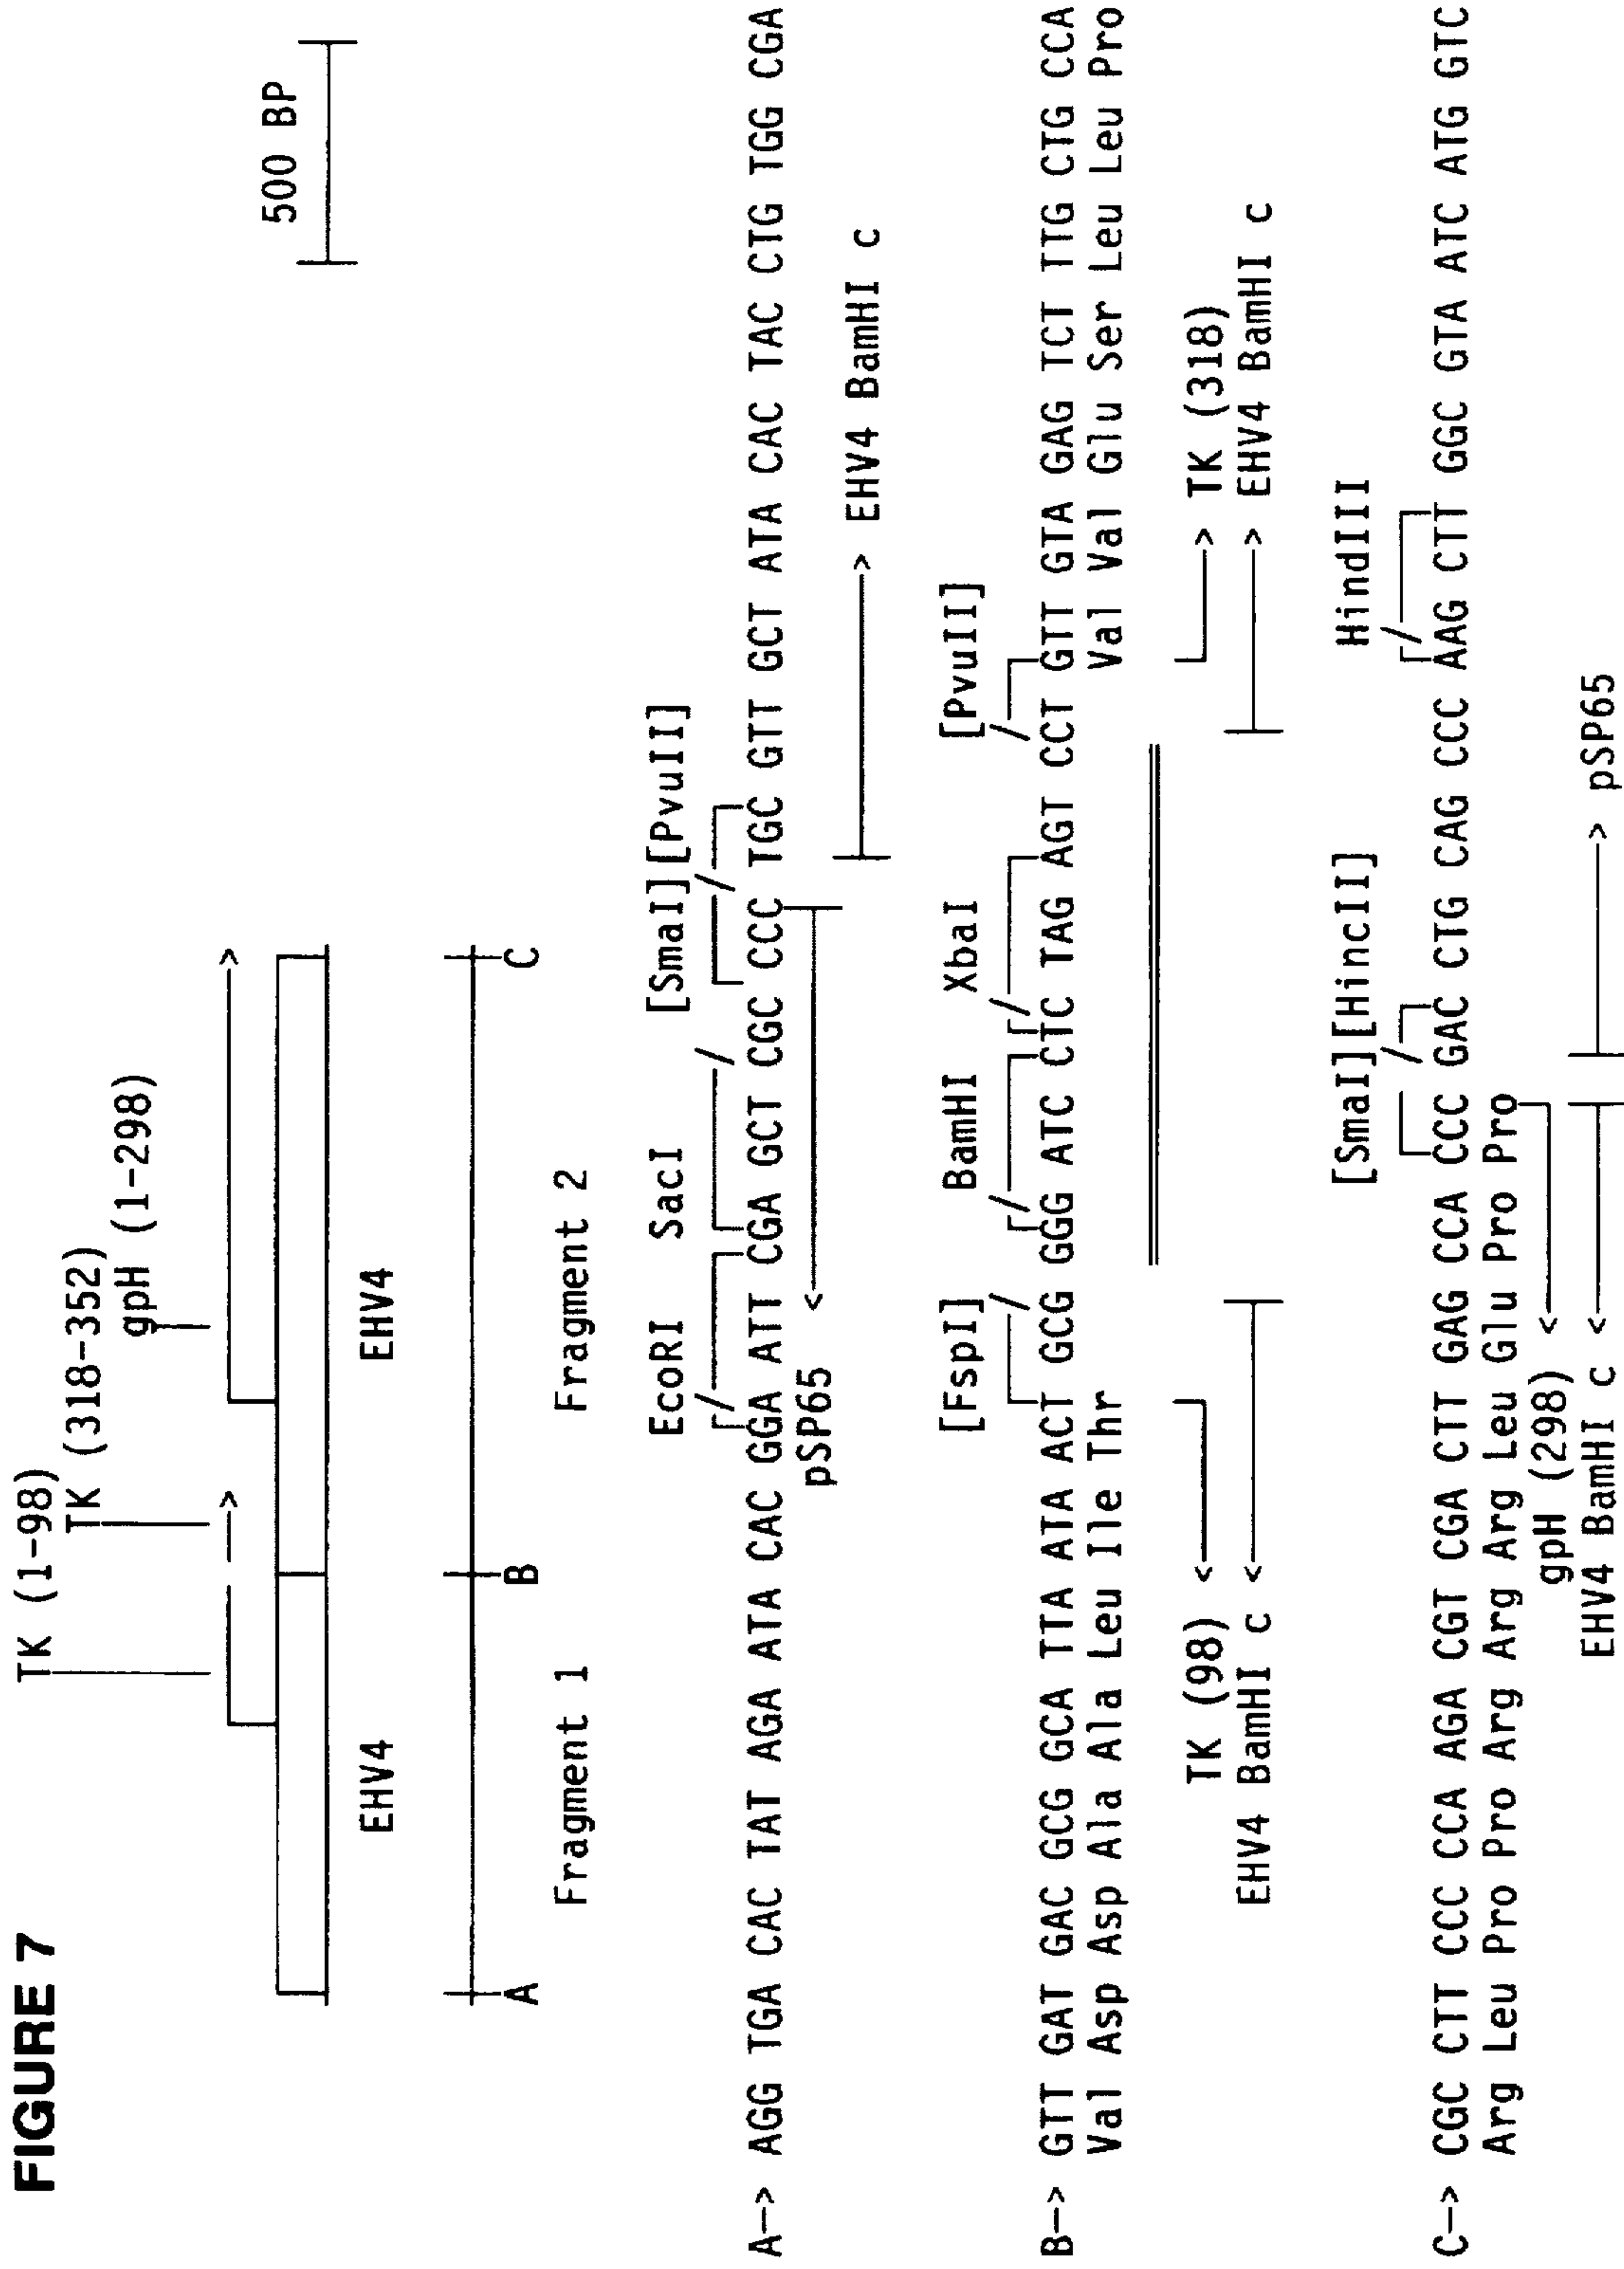 FIGURE 7
TK (1-98)
TK (318-352)
gpH (1-298)
500 BP
EHV4 EHV4
A B C
Fragment 1 Fragment 2
EcoRI SacI [SmaI][PvuII]
A--> AGG TGA CAC TAT AGA ATA CAC GGA ATT CGA GCT CGC CCC TGC GTT GCT ATA CAC TAC CTG TGG CGA
pSP65 <
> EHV4 BamHI c
[FspI] BamHI XbaI [PvuII]
B--> GTT GAT GAC GCG GCA TTA ATA ACT GCG GGG ATC CTC TAG AGT CCT GTT GTA GAG TCT TTG CTG CCA
Val Asp Asp Ala Ala Leu Ile Thr Val Val Glu Ser Leu Leu Pro
TK (98) < > TK (318)
EHV4 BamHI c < > EHV4 BamHI c
[SmaI][HincII] HindIII
C--> CGC CTT CCC CCA AGA CGT CGA CTT GAG CCA CCC GAC CTG CAG CCC AAG CTT GGC GTA ATC ATG GTC
Arg Leu Pro Pro Arg Arg Arg Leu Glu Pro Pro
gpH (298) <
EHV4 BamHI c < > pSP65